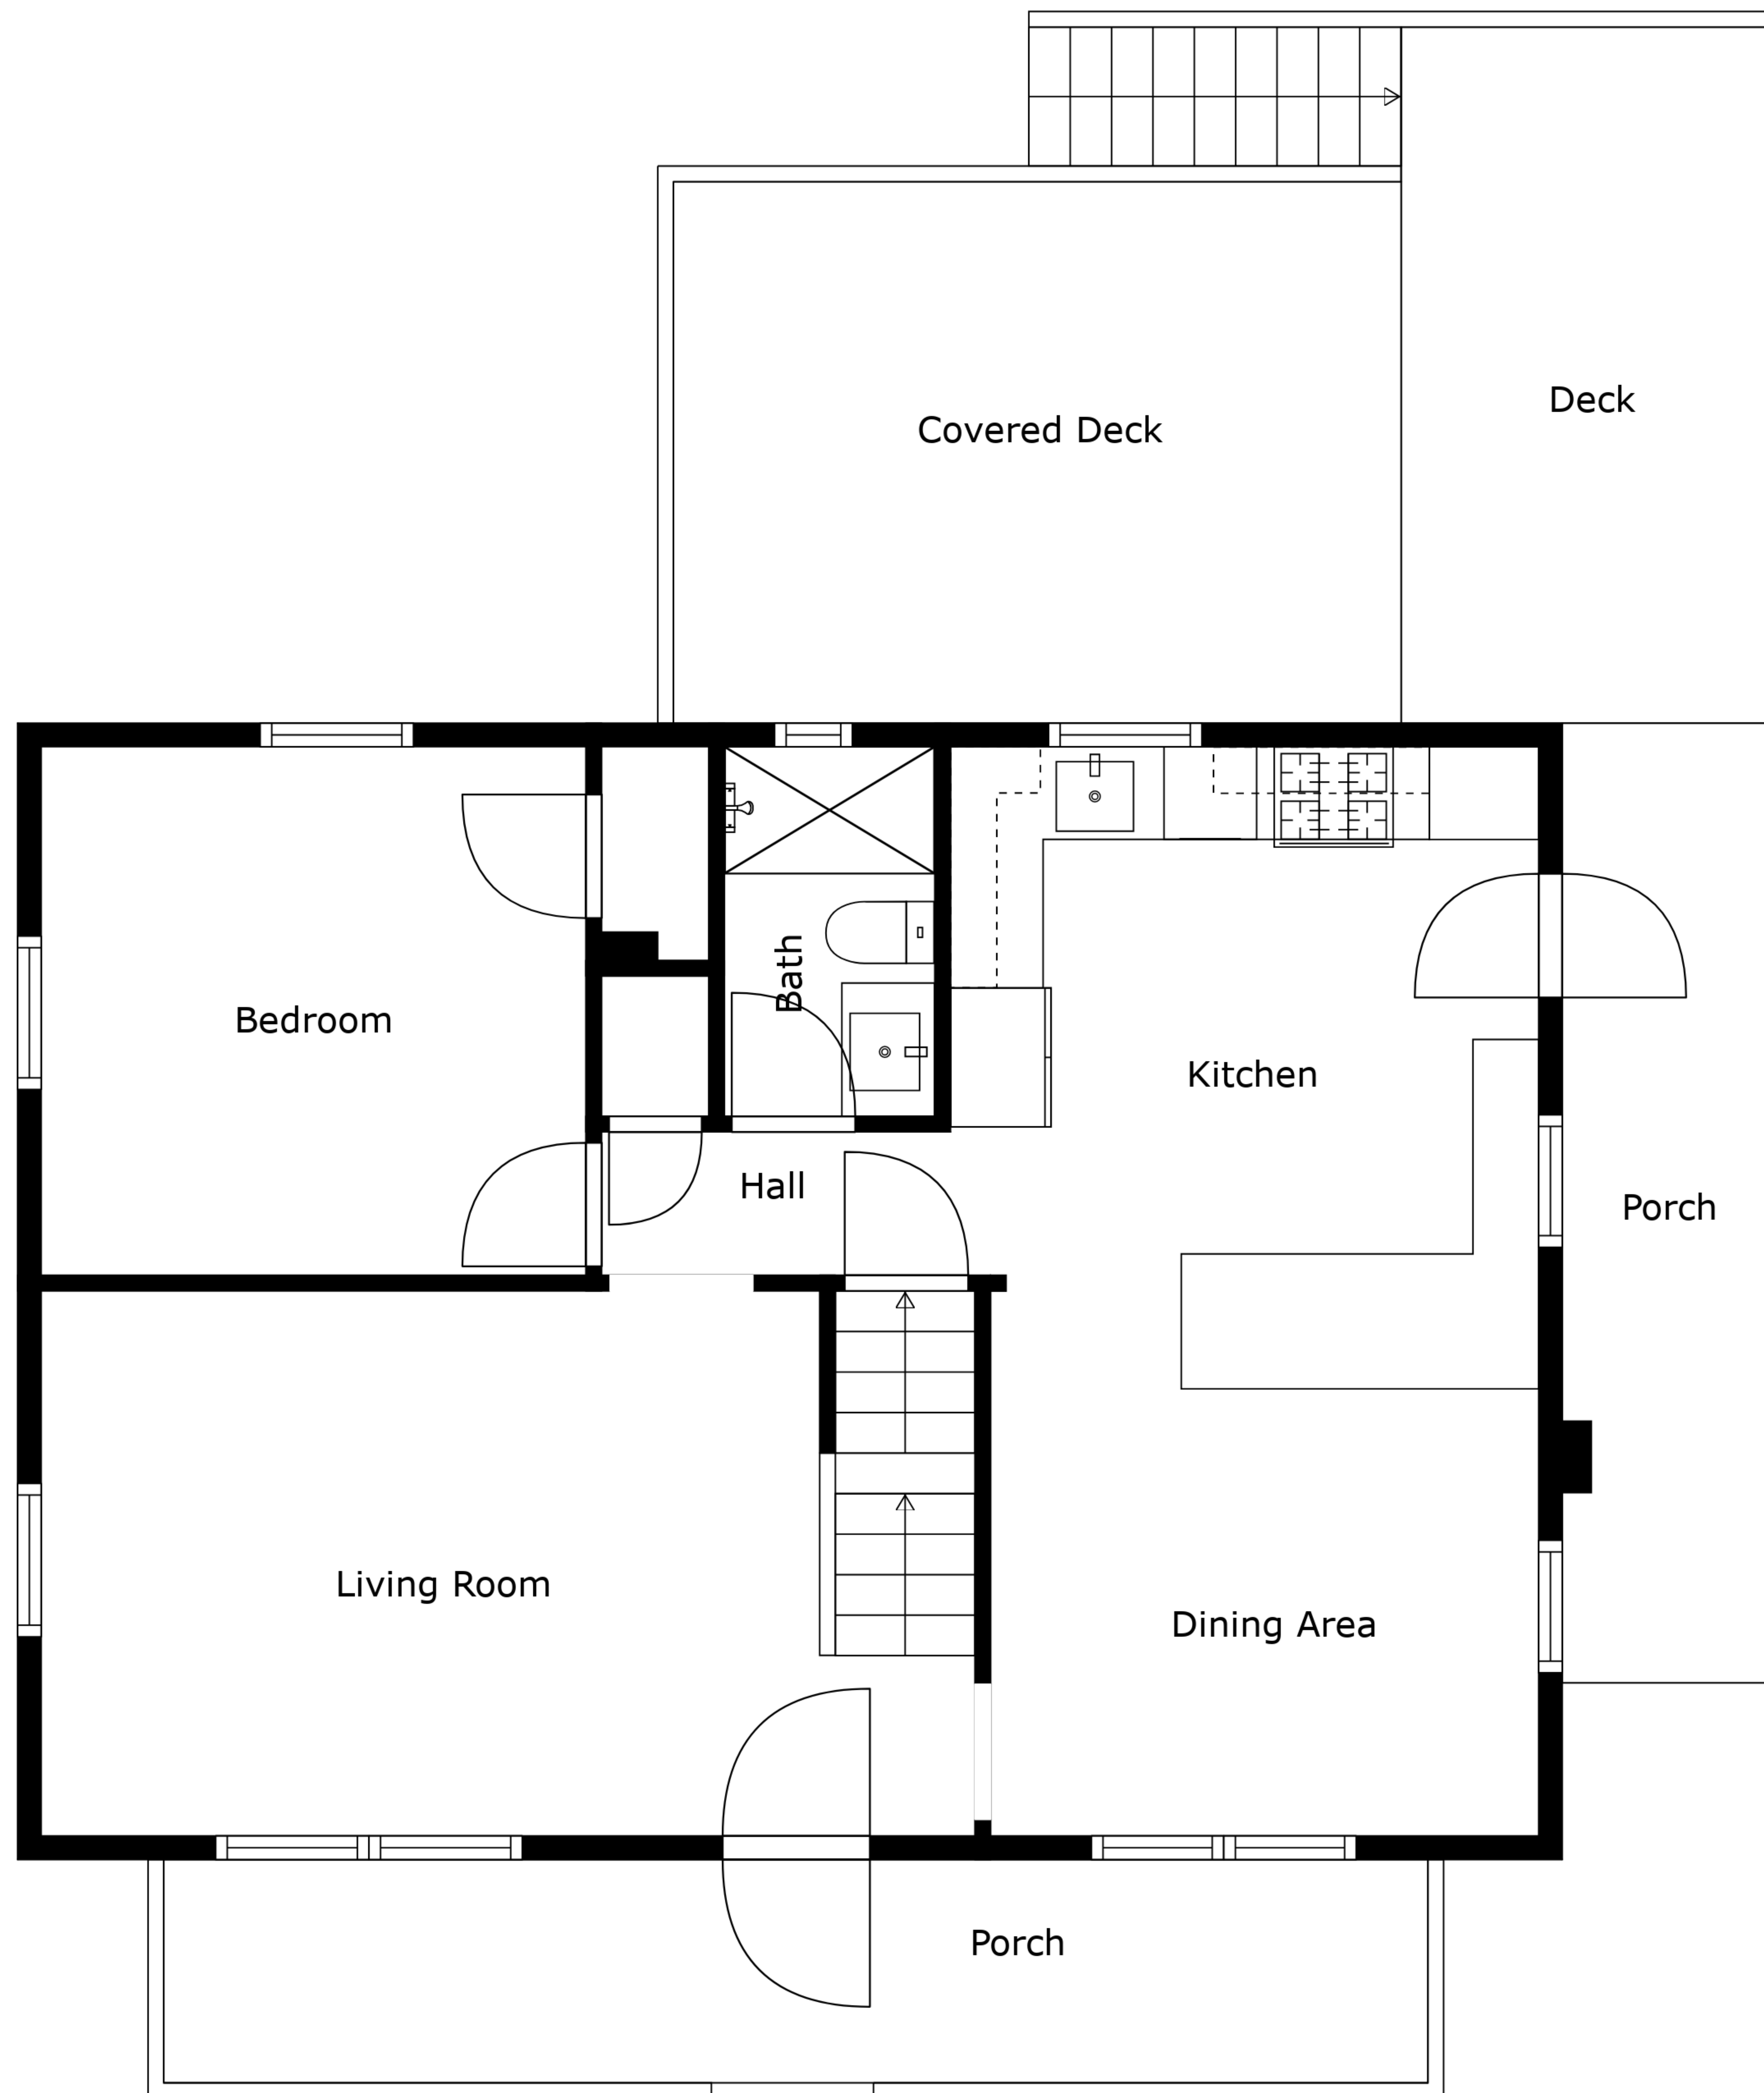 Deck
Covered Deck
Bath
Bedroom
Kitchen
Hall
Porch
Living Room
Dining Area
Porch